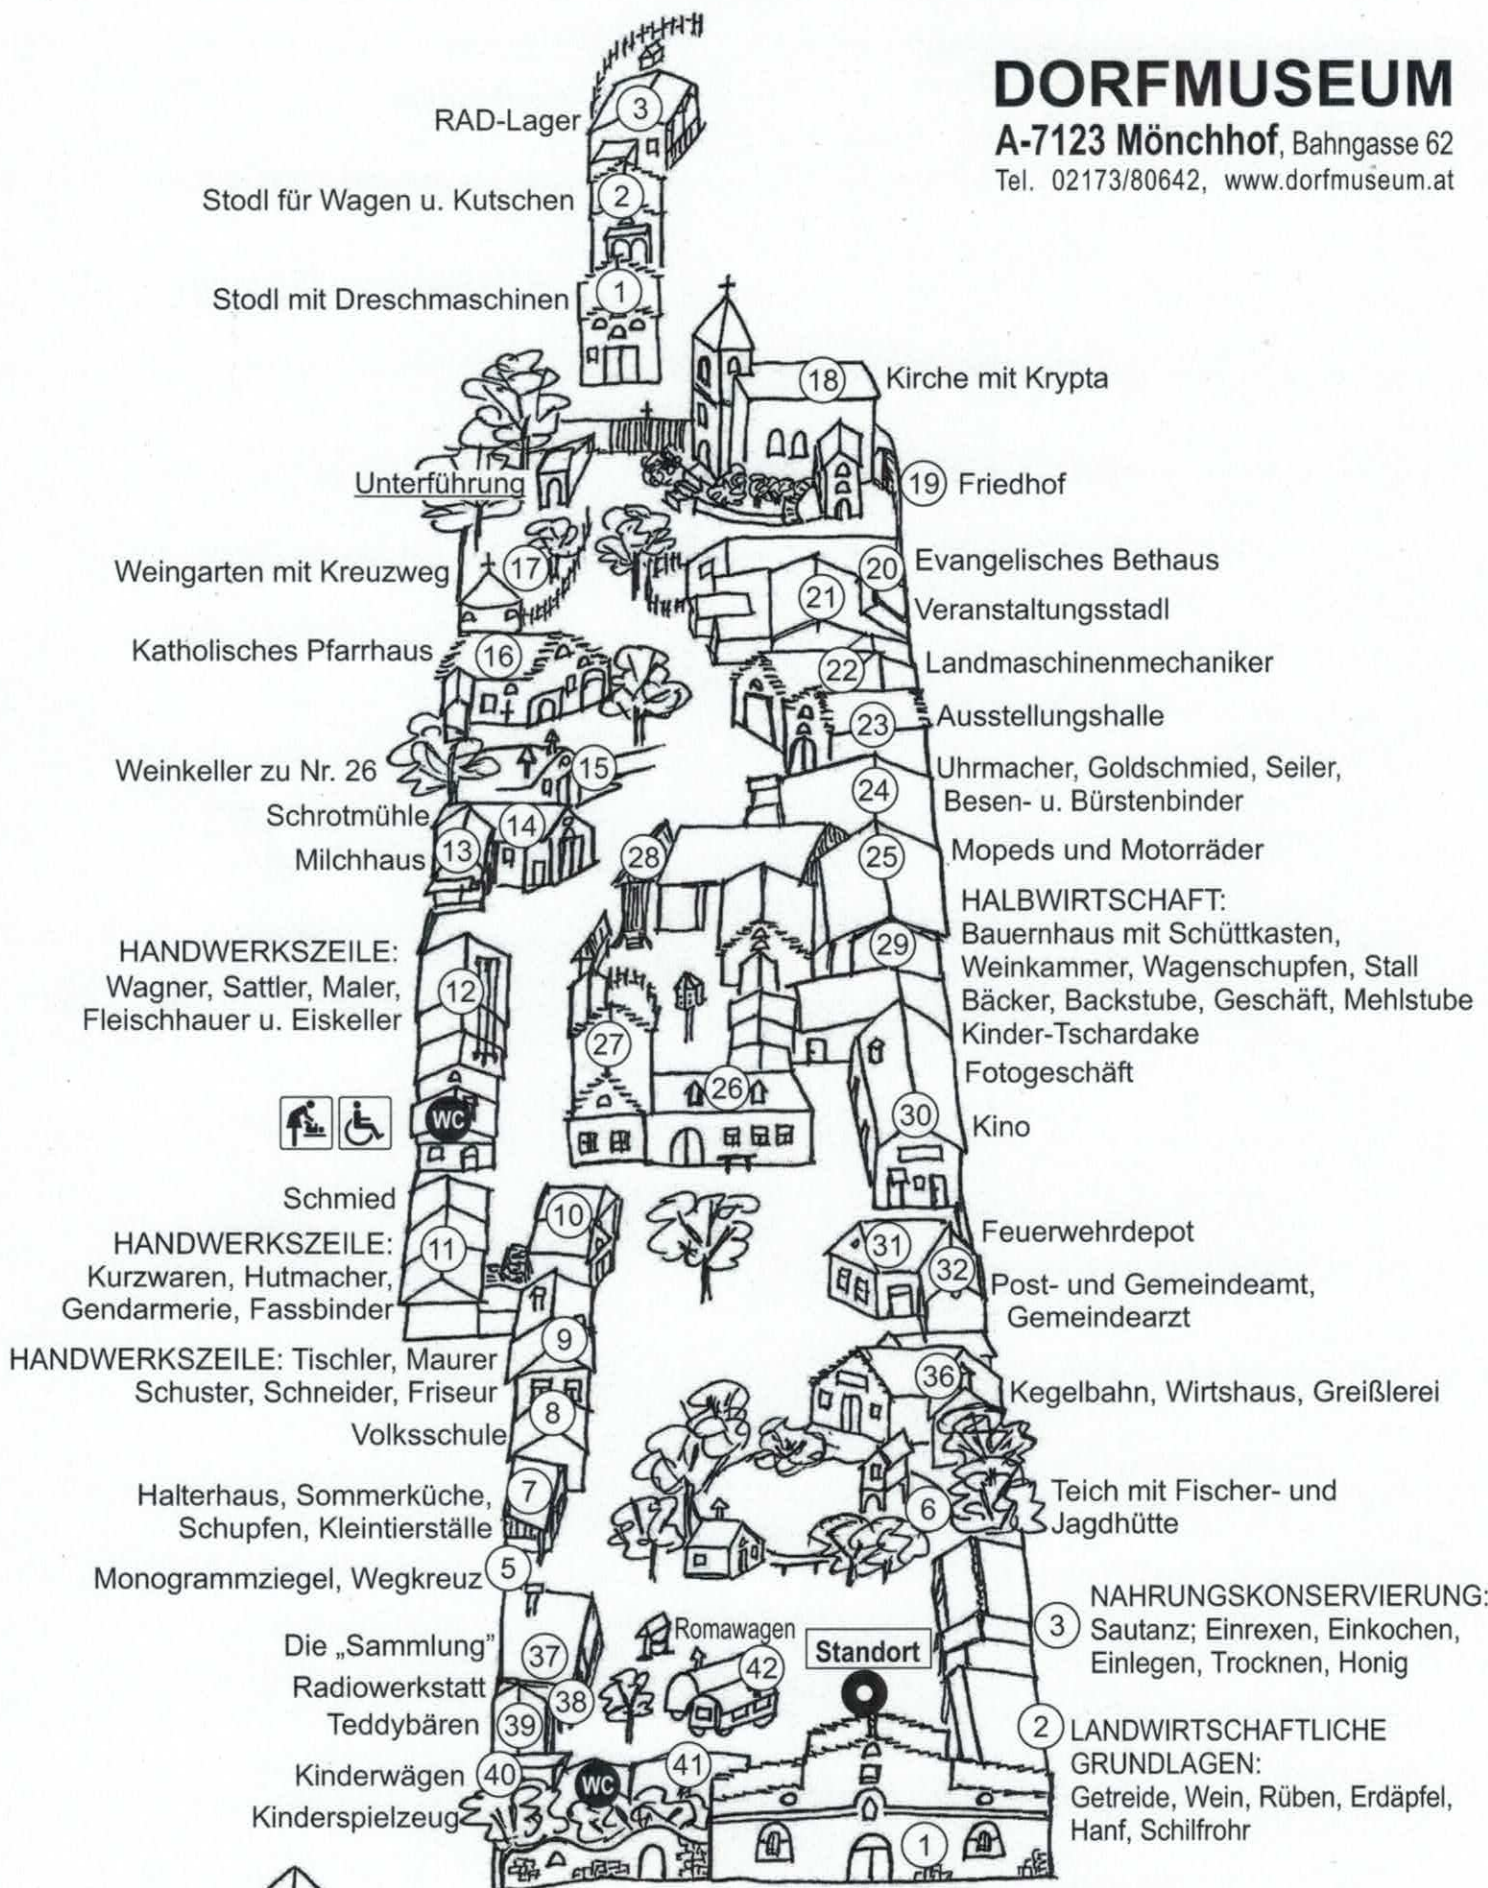 DORFMUSEUM
A-7123 Mönchhof, Bahngasse 62
Tel. 02173/80642, www.dorfmuseum.at
RAD-Lager 3
Stodl für Wagen u. Kutschen 2
Stodl mit Dreschmaschinen 1
18 Kirche mit Krypta
Unterführung
19 Friedhof
Weingarten mit Kreuzweg 17
20 Evangelisches Bethaus
21 Veranstaltungsstadl
Katholisches Pfarrhaus 16
22 Landmaschinenmechaniker
23 Ausstellungshalle
Weinkeller zu Nr. 26 15
24 Uhrmacher, Goldschmied, Seiler,
Besen- u. Bürstenbinder
Schrotmühle 14
Milchhaus 13
28
25 Mopeds und Motorräder
HALBWIRTSCHAFT:
Bauernhaus mit Schüttkasten,
Weinkammer, Wagenschupfen, Stall
29 Bäcker, Backstube, Geschäft, Mehlstube
Kinder-Tschardake
Fotogeschäft
HANDWERKSZEILE:
Wagner, Sattler, Maler, 12
Fleischhauer u. Eiskeller
27
26
WC
30 Kino
Schmied
10
HANDWERKSZEILE: 11
Kurzwaren, Hutmacher,
Gendarmerie, Fassbinder
31 Feuerwehrdepot
32 Post- und Gemeindeamt,
Gemeindearzt
9
HANDWERKSZEILE: Tischler, Maurer
Schuster, Schneider, Friseur
36 Kegelbahn, Wirtshaus, Greißlerei
Volksschule 8
Halterhaus, Sommerküche, 7
Schupfen, Kleintierställe
6 Teich mit Fischer- und
Jagdhütte
Monogrammziegel, Wegkreuz 5
3 NAHRUNGSKONSERVIERUNG:
Sautanz; Einrexen, Einkochen,
Einlegen, Trocknen, Honig
Die „Sammlung" 37
Romawagen
42
Standort
Radiowerkstatt 38
Teddybären 39
2 LANDWIRTSCHAFTLICHE
GRUNDLAGEN:
Getreide, Wein, Rüben, Erdäpfel,
Hanf, Schilfrohr
Kinderwägen 40
WC
41
Kinderspielzeug
1